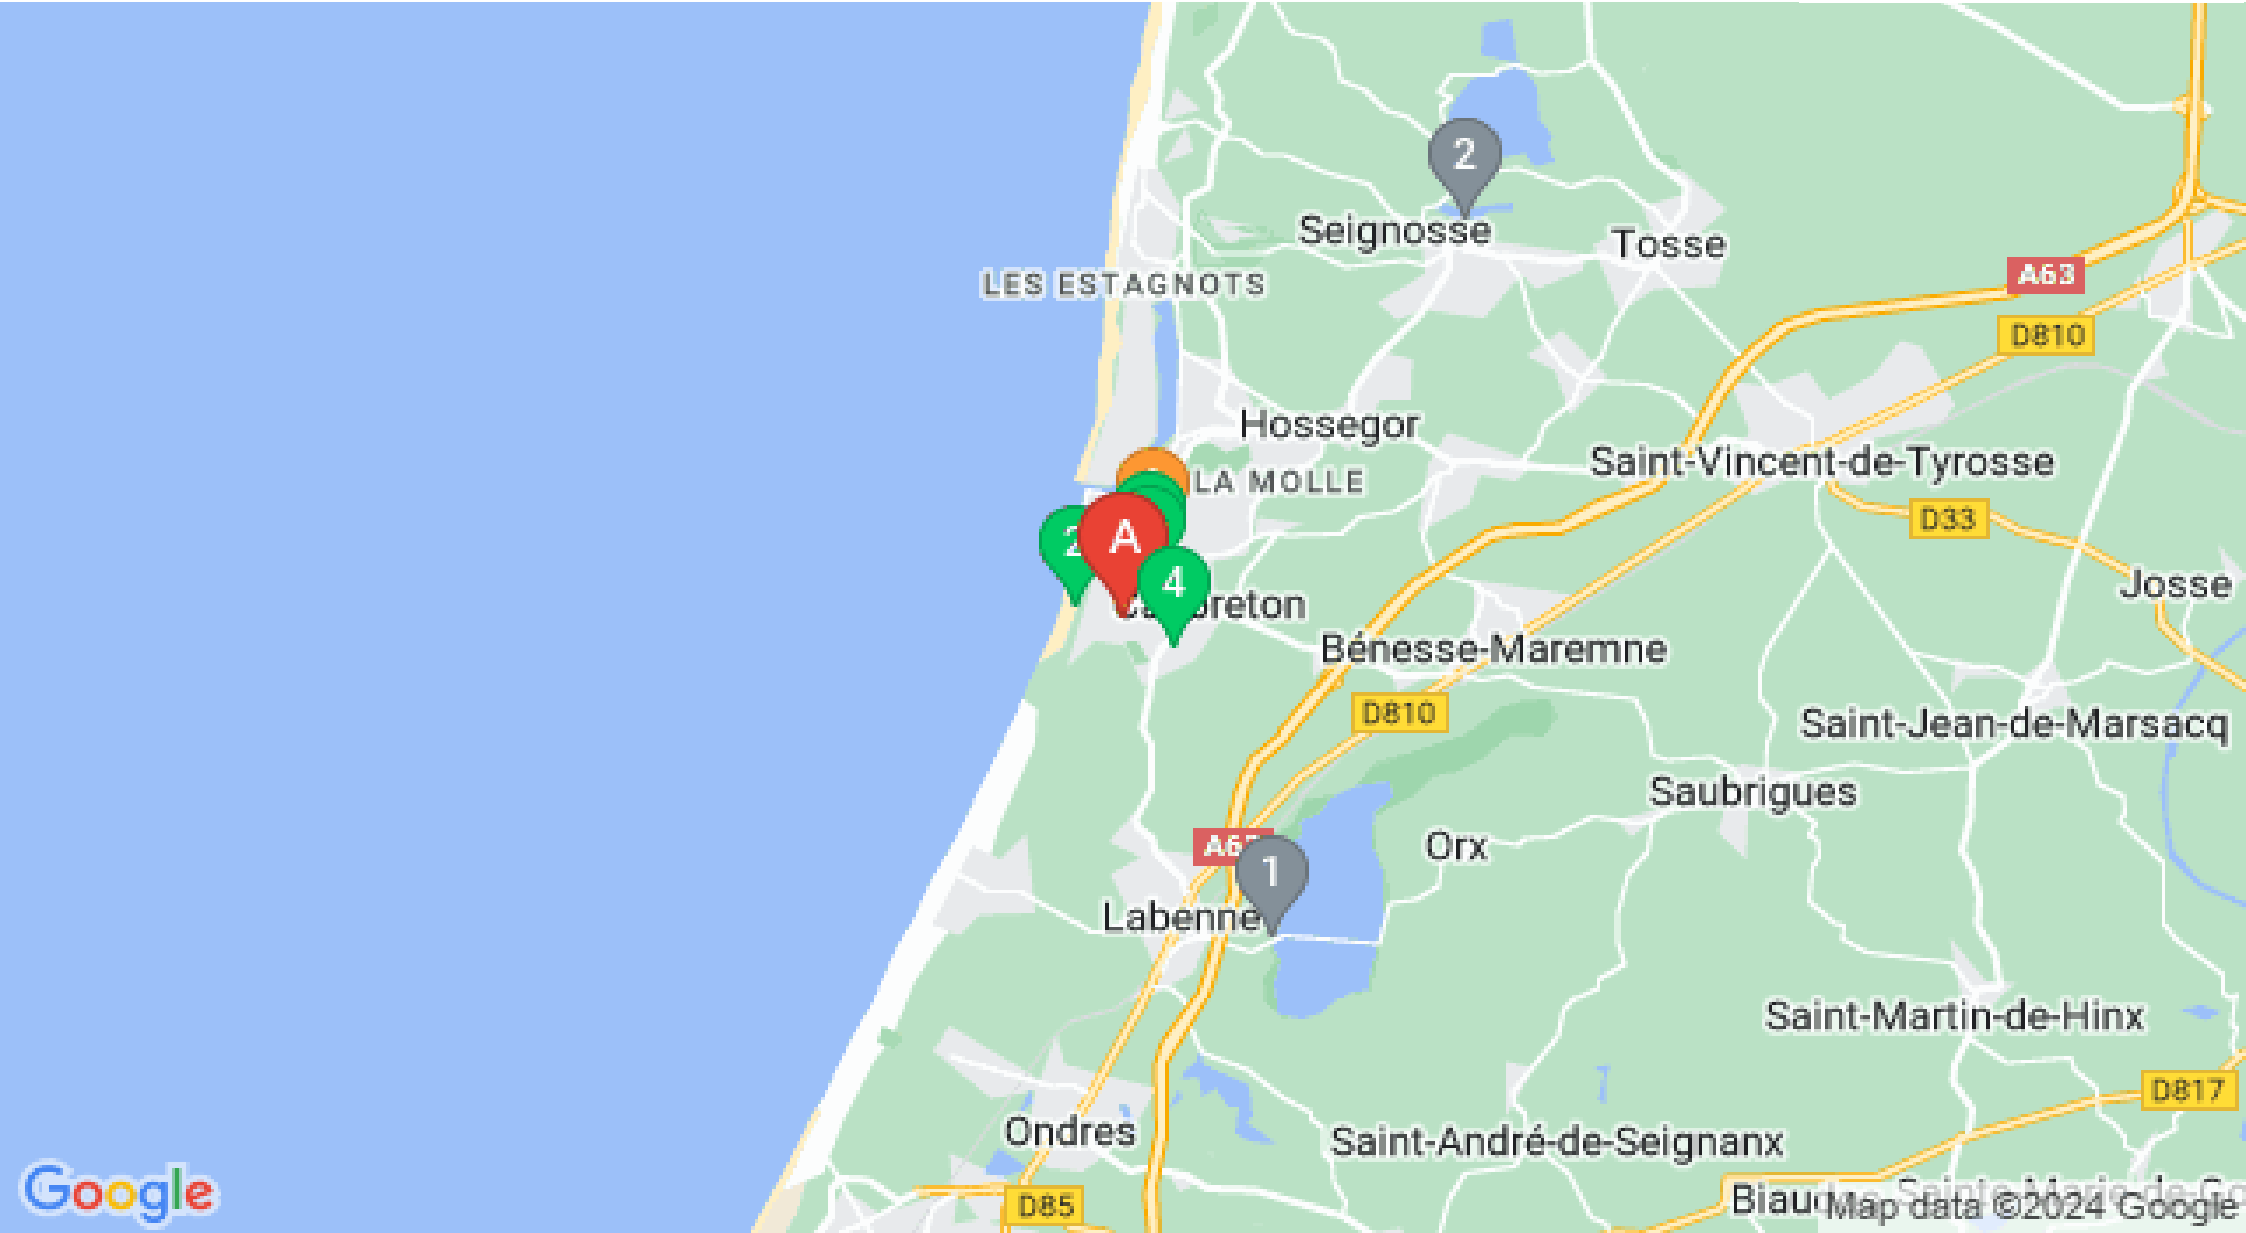 2
Seignosse
Tosse
A63
LES ESTAGNOTS
D810
Hossegor
Saint-Vincent-de-Tyrosse
LA MOLLE
D33
2
A
4
Josse
Bénesse-Maremne
D810
Saint-Jean-de-Marsacq
Saubrigues
Orx
1
Labenne
Saint-Martin-de-Hinx
D817
Ondres
Saint-André-de-Seignanx
Google
D85
Map data ©2024 Google